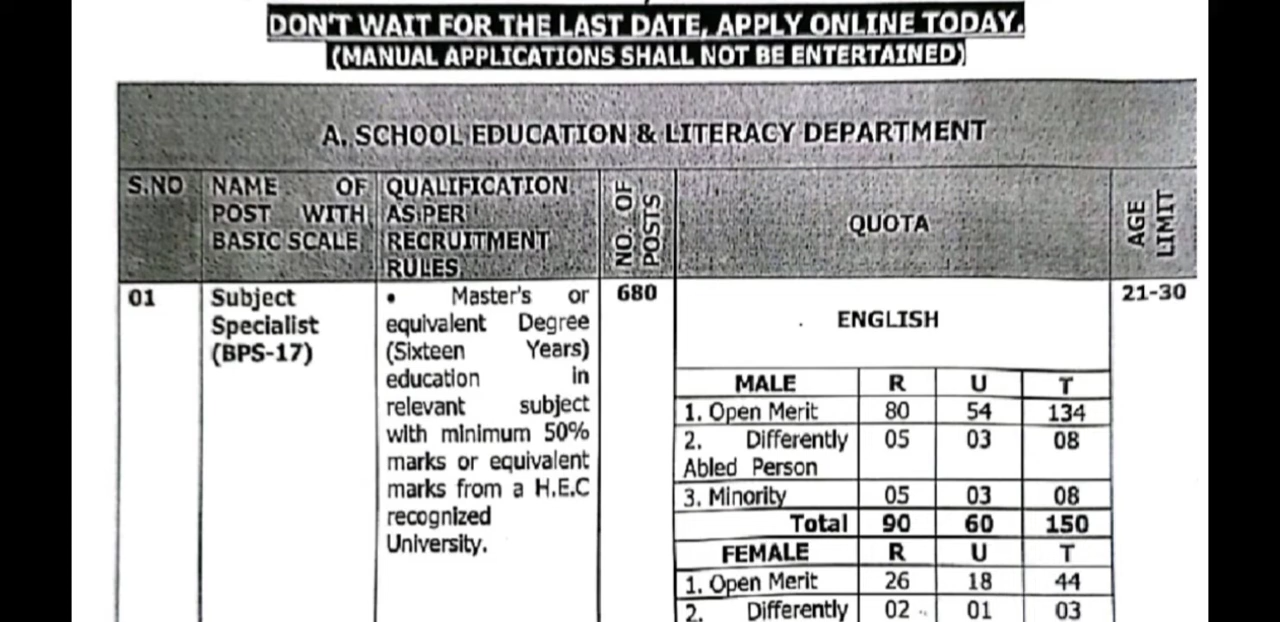 DON'T WAIT FOR THE LAST DATE, APPLY ONLINE TODAY.
(MANUAL APPLICATIONS SHALL NOT BE ENTERTAINED)
A. SCHOOL EDUCATION & LITERACY DEPARTMENT
S.NO
NAME OF
POST WITH
BASIC SCALE
QUALIFICATION
AS PER
RECRUITMENT
RULES
NO. OF
POSTS
QUOTA
AGE
LIMIT
01
Subject
Specialist
(BPS-17)
• Master's or
equivalent Degree
(Sixteen Years)
education in
relevant subject
with minimum 50%
marks or equivalent
marks from a H.E.C
recognized
University.
680
ENGLISH
MALE R U T
1. Open Merit 80 54 134
2. Differently 05 03 08
Abled Person
3. Minority 05 03 08
Total 90 60 150
FEMALE R U T
1. Open Merit 26 18 44
2. Differently 02 01 03
21-30